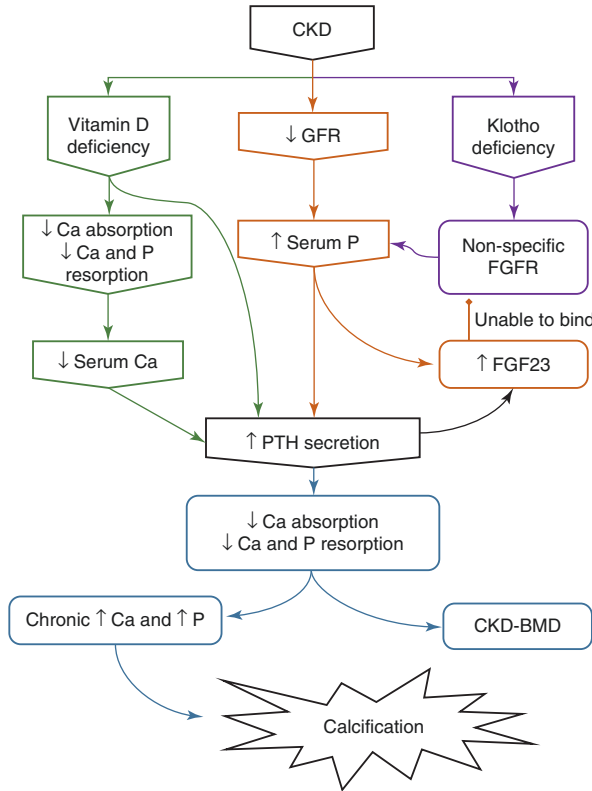 CKD
Vitamin D
deficiency
↓ GFR
Klotho
deficiency
↓ Ca absorption
↓ Ca and P
resorption
↑ Serum P
Non-specific
FGFR
Unable to bind
↓ Serum Ca
↑ FGF23
↑ PTH secretion
↓ Ca absorption
↓ Ca and P resorption
Chronic ↑ Ca and ↑ P
CKD-BMD
Calcification